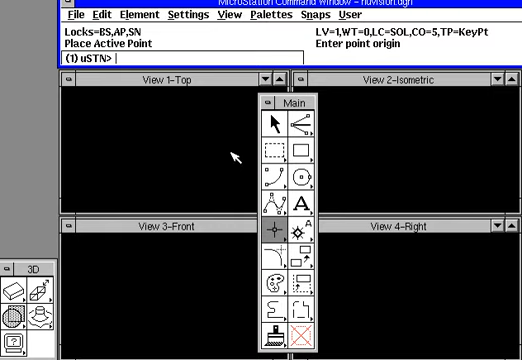 MicroStation Command Window - nuvision.dgn
File Edit Element Settings View Palettes Snaps User
Locks=BS,AP,SN LV=1,WT=0,LC=SOL,CO=5,TP=KeyPt
Place Active Point Enter point origin
(1) uSTN>
View 1-Top View 2-Isometric
Main
A
A
View 3-Front View 4-Right
3D
?